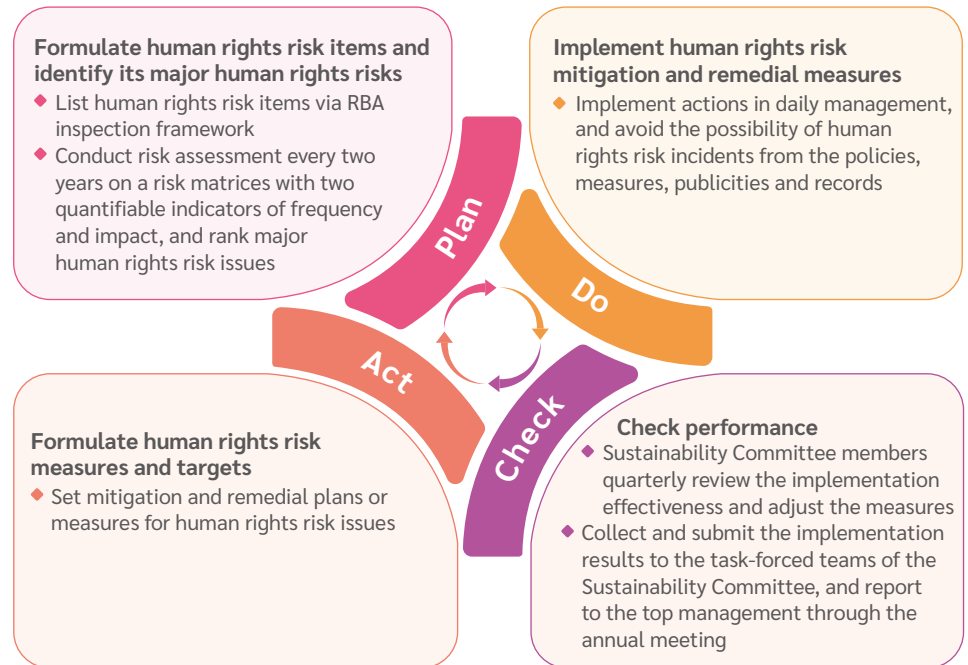 Formulate human rights risk items and
identify its major human rights risks
List human rights risk items via RBA
inspection framework
Conduct risk assessment every two
years on a risk matrices with two
quantifiable indicators of frequency
and impact, and rank major
human rights risk issues
Plan
Implement human rights risk
mitigation and remedial measures
Implement actions in daily management,
and avoid the possibility of human
rights risk incidents from the policies,
measures, publicities and records
Do
Act
Formulate human rights risk
measures and targets
Set mitigation and remedial plans or
measures for human rights risk issues
Check
Check performance
Sustainability Committee members
quarterly review the implementation
effectiveness and adjust the measures
Collect and submit the implementation
results to the task-forced teams of the
Sustainability Committee, and report
to the top management through the
annual meeting